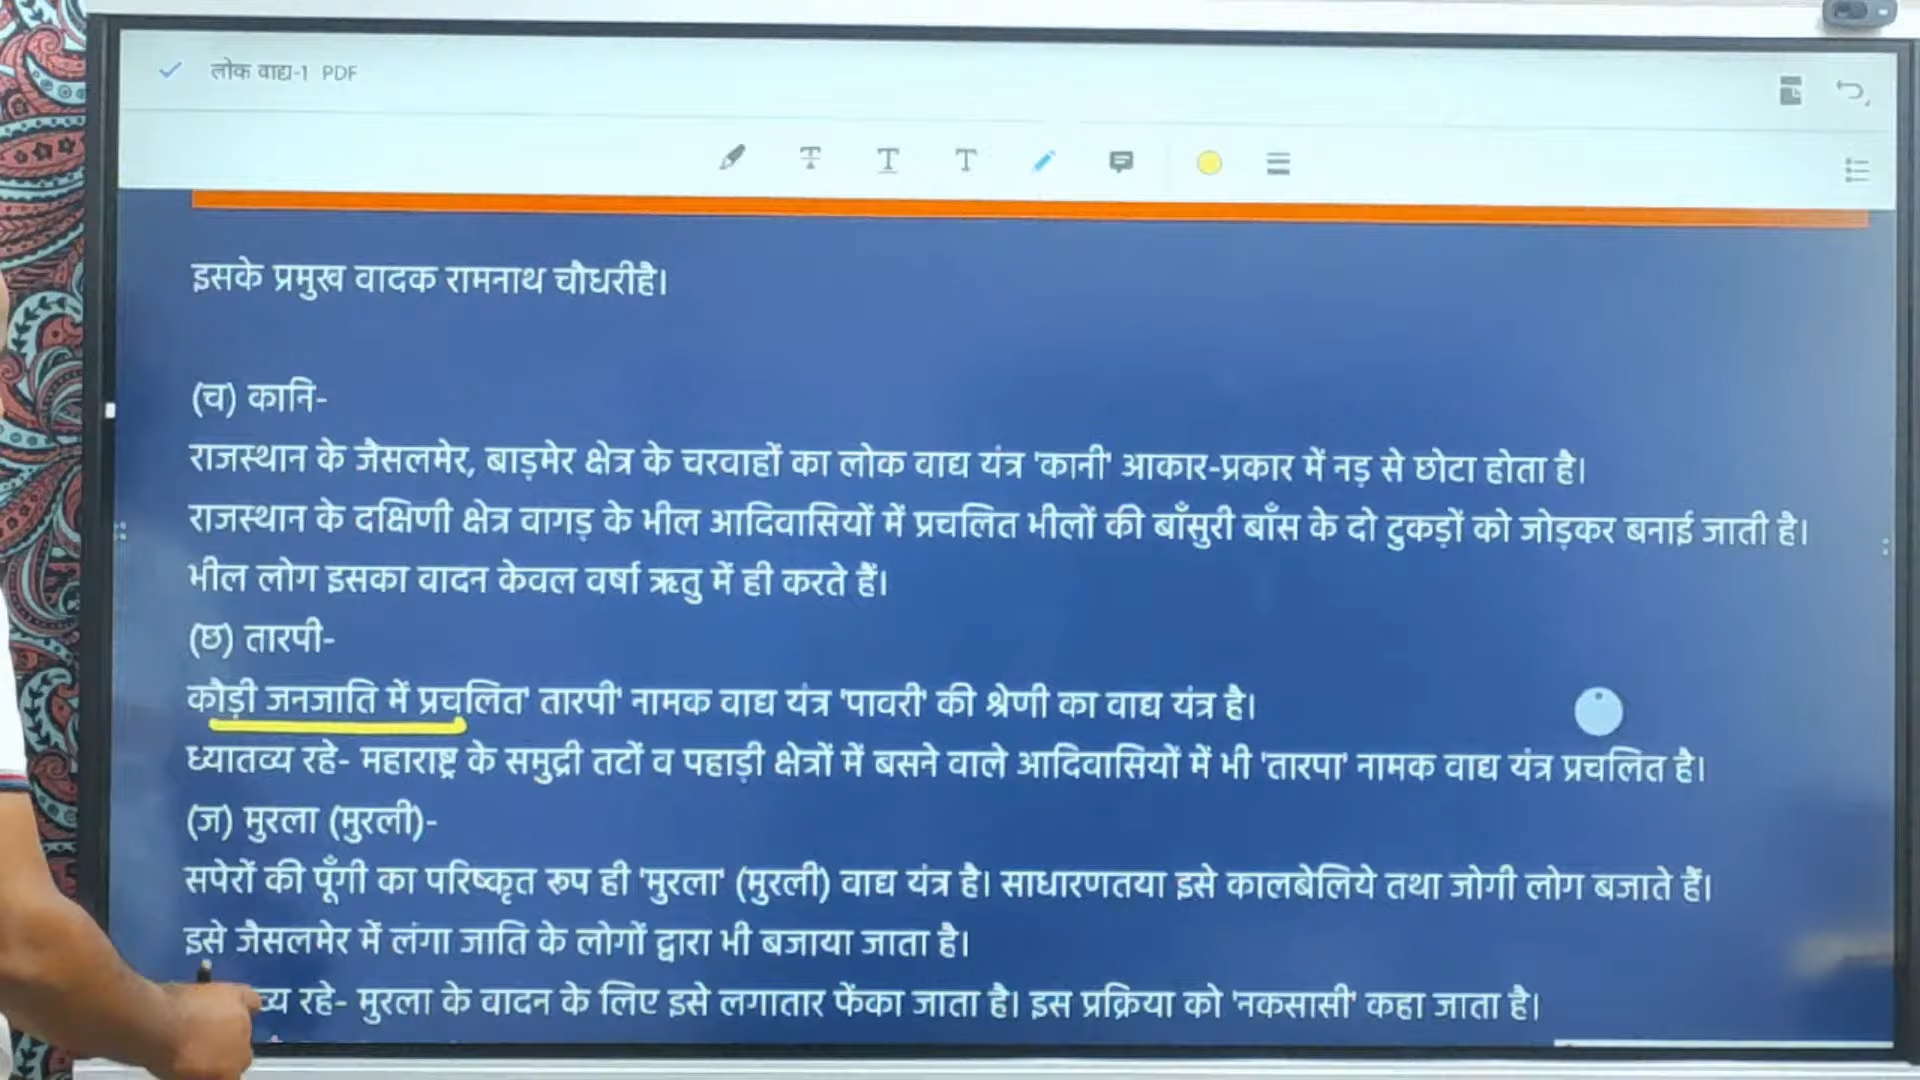 लोक वाद्य-1 PDF
इसके प्रमुख वादक रामनाथ चौधरीहै।
(च) कानि-
राजस्थान के जैसलमेर, बाड़मेर क्षेत्र के चरवाहों का लोक वाद्य यंत्र 'कानी' आकार-प्रकार में नड़ से छोटा होता है।
राजस्थान के दक्षिणी क्षेत्र वागड़ के भील आदिवासियों में प्रचलित भीलों की बाँसुरी बाँस के दो टुकड़ों को जोड़कर बनाई जाती है।
भील लोग इसका वादन केवल वर्षा ऋतु में ही करते हैं।
(छ) तारपी-
कौड़ी जनजाति में प्रचलित' तारपी' नामक वाद्य यंत्र 'पावरी' की श्रेणी का वाद्य यंत्र है।
ध्यातव्य रहे- महाराष्ट्र के समुद्री तटों व पहाड़ी क्षेत्रों में बसने वाले आदिवासियों में भी 'तारपा' नामक वाद्य यंत्र प्रचलित है।
(ज) मुरला (मुरली)-
सपेरों की पूँगी का परिष्कृत रूप ही 'मुरला' (मुरली) वाद्य यंत्र है। साधारणतया इसे कालबेलिये तथा जोगी लोग बजाते हैं।
इसे जैसलमेर में लंगा जाति के लोगों द्वारा भी बजाया जाता है।
रहे- मुरला के वादन के लिए इसे लगातार फेंका जाता है। इस प्रक्रिया को 'नकसासी' कहा जाता है।